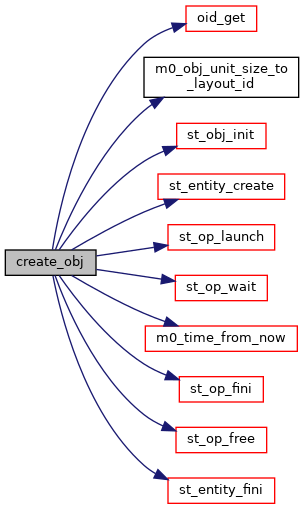 oid_get
m0_obj_unit_size_to
_layout_id
st_obj_init
st_entity_create
create_obj
st_op_launch
st_op_wait
m0_time_from_now
st_op_fini
st_op_free
st_entity_fini